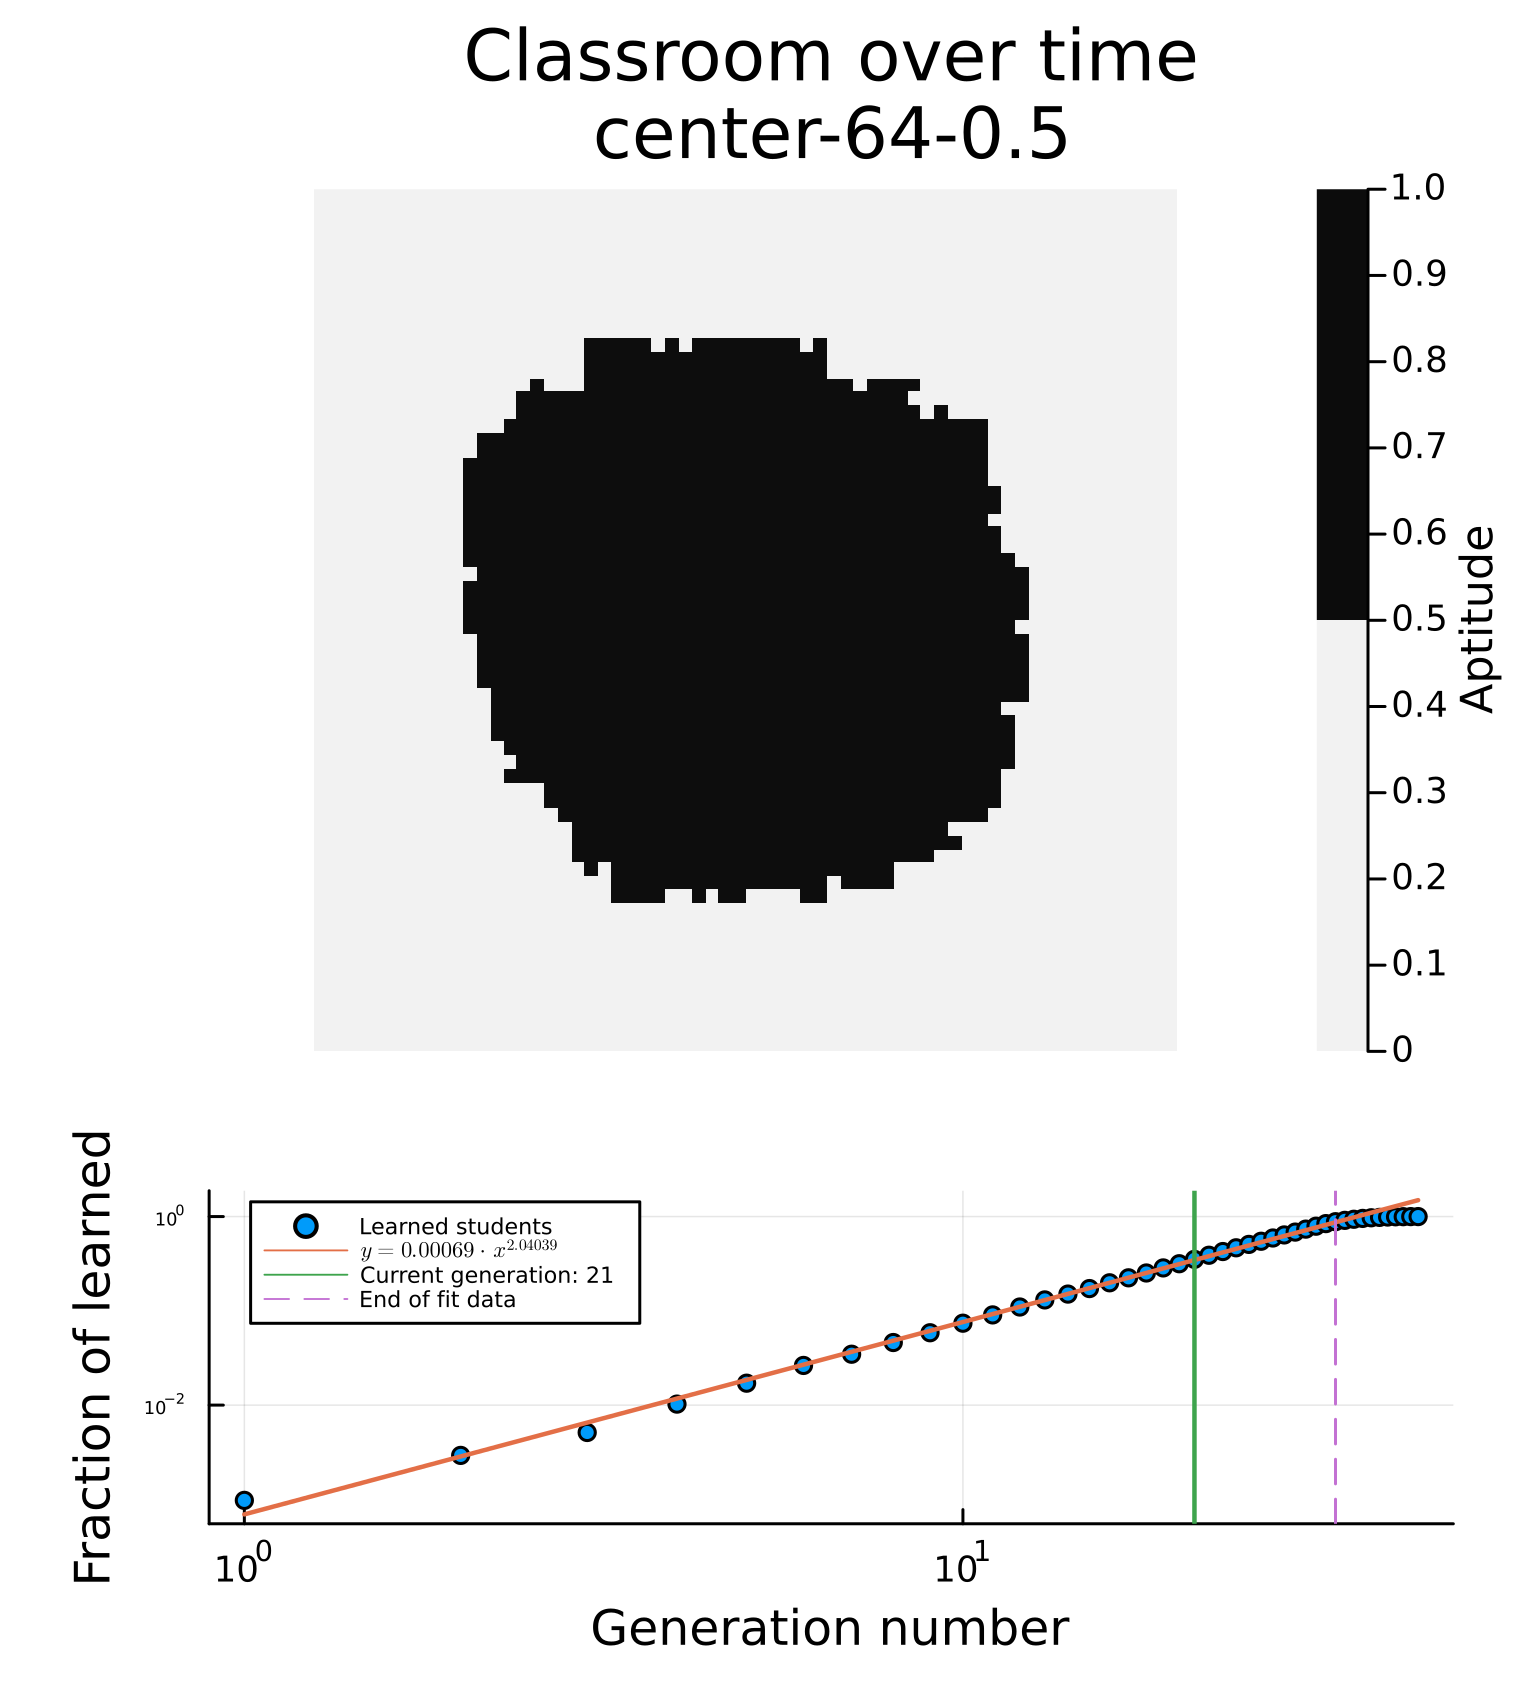 Classroom over time
center-64-0.5
1.0
0.9
0.8
0.7
0.6
0.5
0.4
0.3
0.2
0.1
0
Aptitude
Fraction of learned
10^0
10^-2
Learned students
y = 0.00069 · x^2.04039
Current generation: 21
End of fit data
10^0
10^1
Generation number